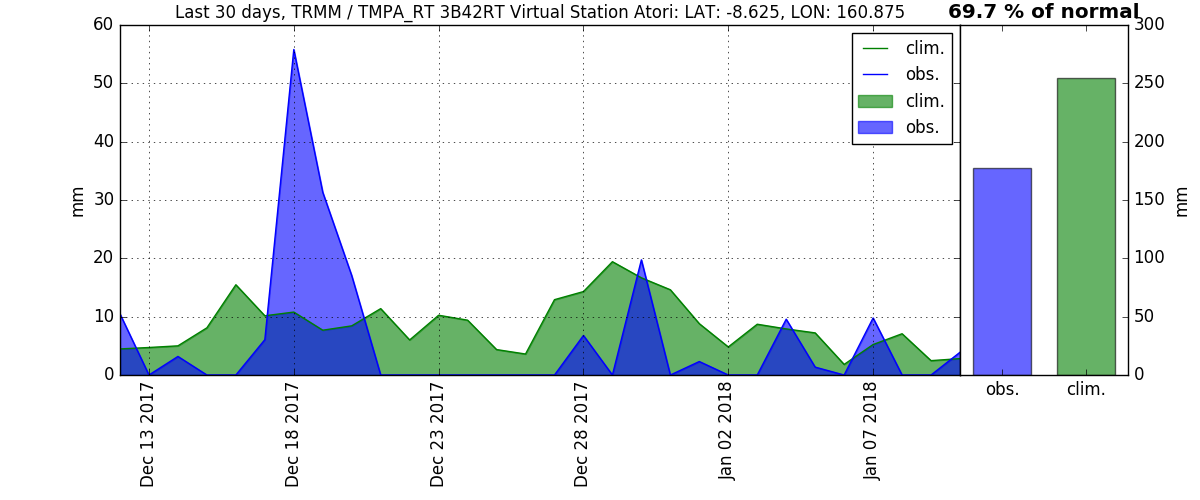 Last 30 days, TRMM / TMPA_RT 3B42RT Virtual Station Atori: LAT: -8.625, LON: 160.875
69.7 % of normal
60
50
40
30
20
10
0
mm
clim.
obs.
clim.
obs.
300
250
200
150
100
50
0
mm
Dec 13 2017
Dec 18 2017
Dec 23 2017
Dec 28 2017
Jan 02 2018
Jan 07 2018
obs.
clim.